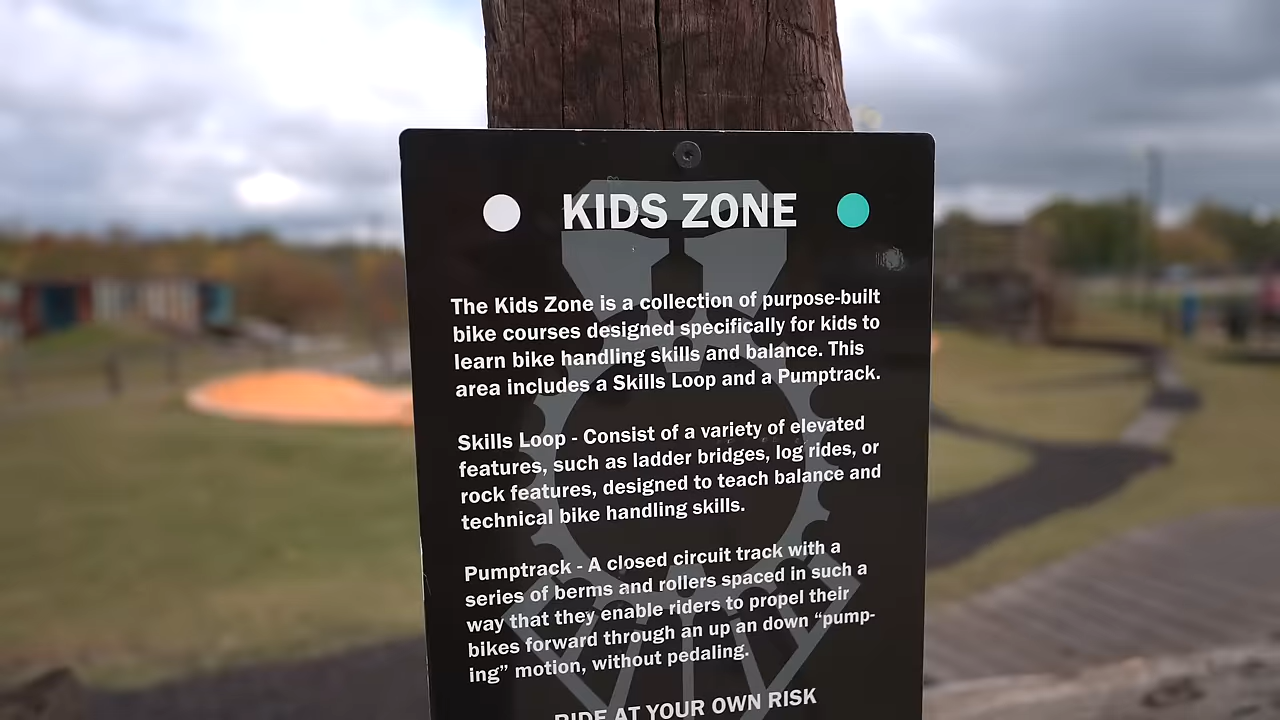 KIDS ZONE
The Kids Zone is a collection of purpose-built
bike courses designed specifically for kids to
learn bike handling skills and balance. This
area includes a Skills Loop and a Pumptrack.
Skills Loop - Consist of a variety of elevated
features, such as ladder bridges, log rides, or
rock features, designed to teach balance and
technical bike handling skills.
Pumptrack - A closed circuit track with a
series of berms and rollers spaced in such a
way that they enable riders to propel their
bikes forward through an up an down “pump-
ing” motion, without pedaling.
RIDE AT YOUR OWN RISK